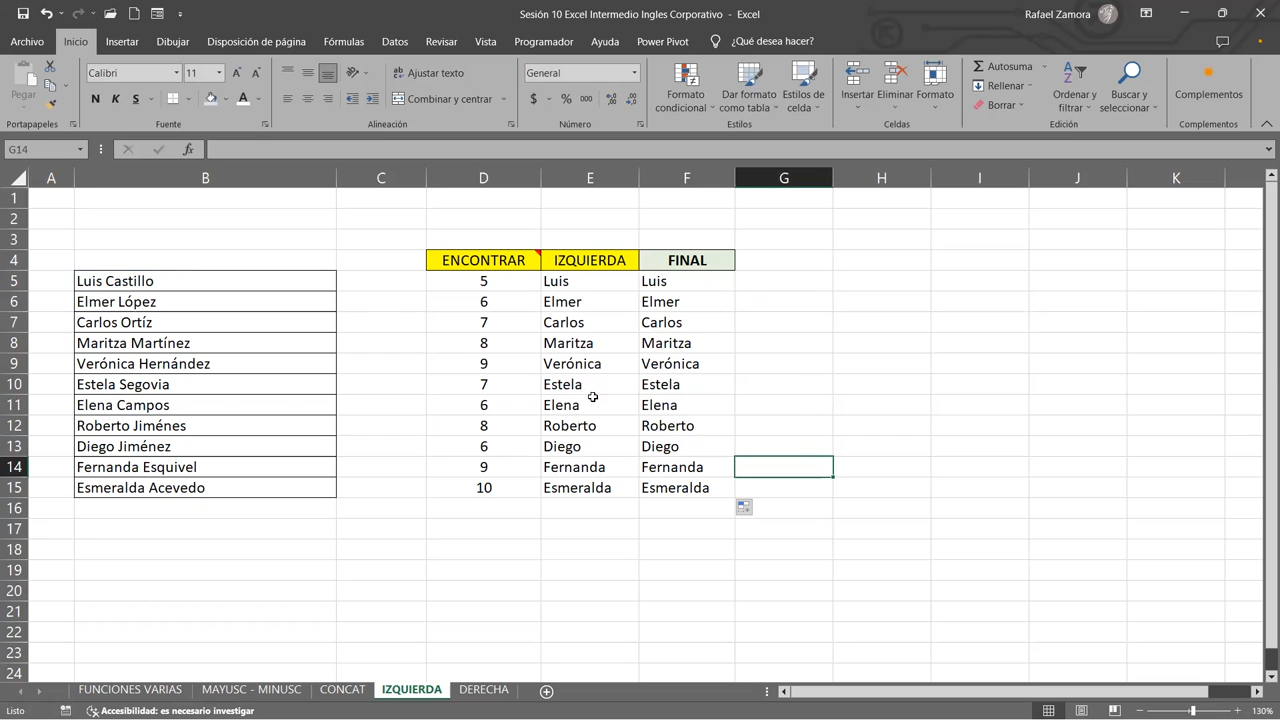 Sesión 10 Excel Intermedio Ingles Corporativo - Excel
Rafael Zamora
Archivo Inicio Insertar Dibujar Disposición de página Fórmulas Datos Revisar Vista Programador Ayuda Power Pivot ¿Qué desea hacer?
Pegar
Portapapeles
Calibri 11
N K S
Fuente
Ajustar texto
Combinar y centrar
Alineación
General
$ % 000
Número
Formato condicional
Dar formato como tabla
Estilos de celda
Estilos
Insertar Eliminar Formato
Celdas
Autosuma
Rellenar
Borrar
Ordenar y filtrar
Buscar y seleccionar
Edición
Complementos
Complementos
G14 fx
A B C D E F G H I J K
1
2
3
4 ENCONTRAR IZQUIERDA FINAL
5 Luis Castillo 5 Luis Luis
6 Elmer López 6 Elmer Elmer
7 Carlos Ortíz 7 Carlos Carlos
8 Maritza Martínez 8 Maritza Maritza
9 Verónica Hernández 9 Verónica Verónica
10 Estela Segovia 7 Estela Estela
11 Elena Campos 6 Elena Elena
12 Roberto Jiménes 8 Roberto Roberto
13 Diego Jiménez 6 Diego Diego
14 Fernanda Esquivel 9 Fernanda Fernanda
15 Esmeralda Acevedo 10 Esmeralda Esmeralda
16
17
18
19
20
21
22
23
24
FUNCIONES VARIAS MAYUSC - MINUSC CONCAT IZQUIERDA DERECHA
Listo Accesibilidad: es necesario investigar 130%